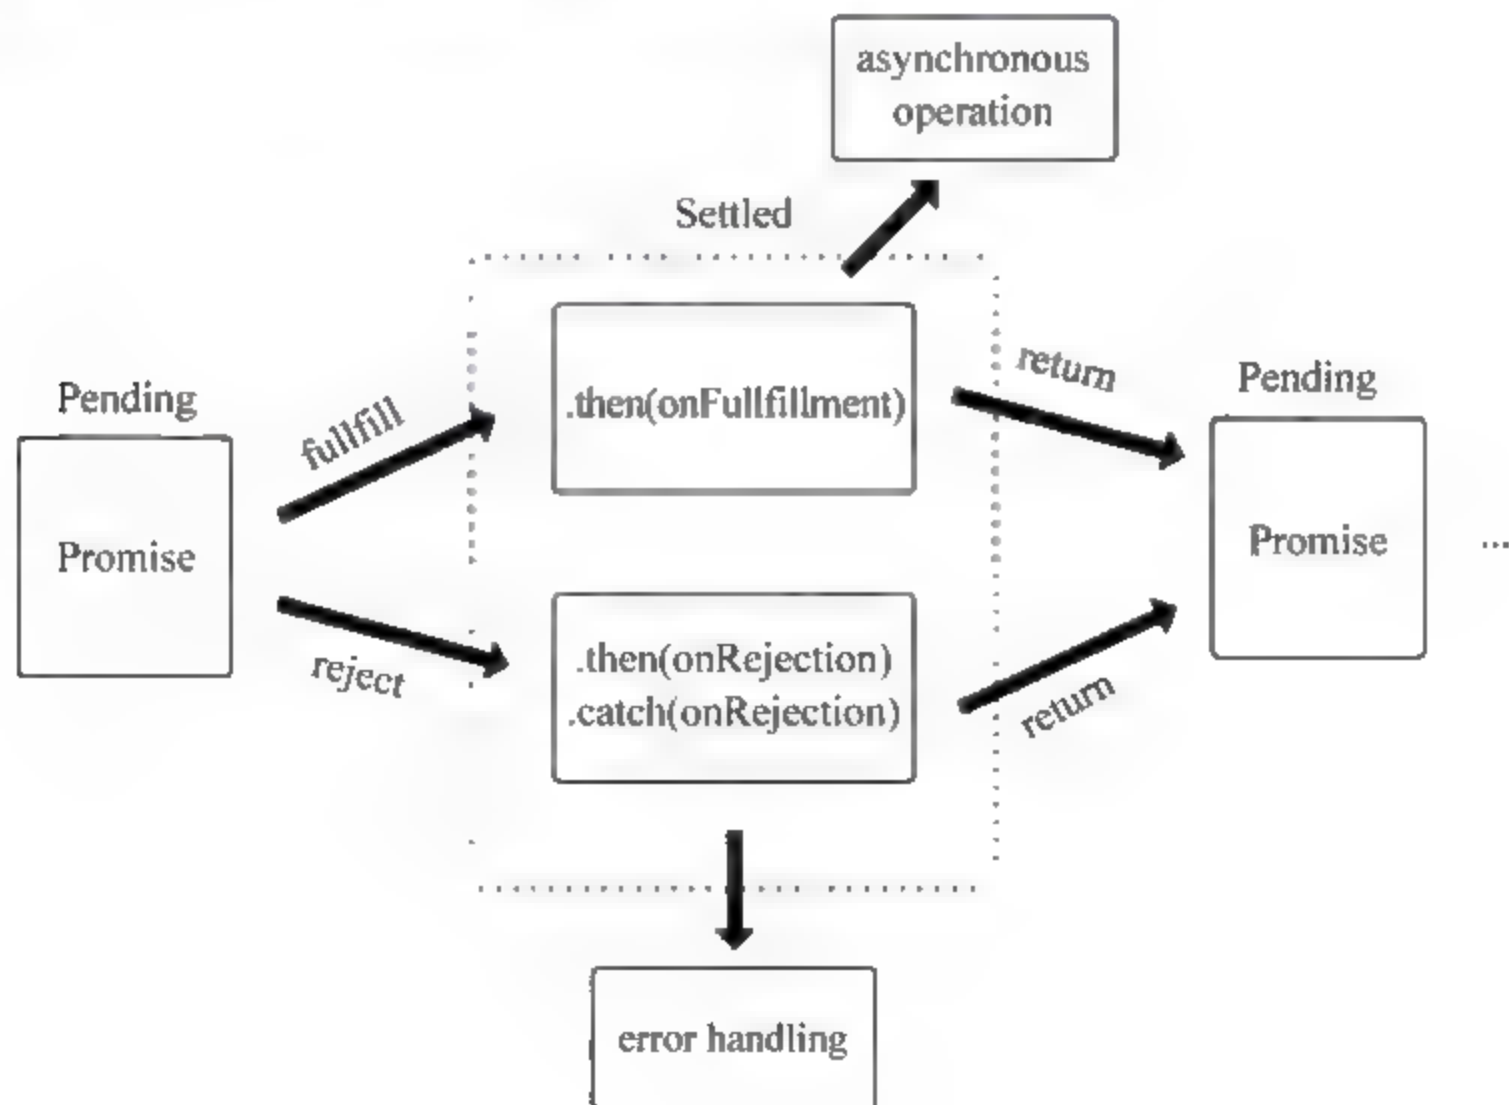 asynchronous
operation
Settled
Pending
fullfill
.then(onFullfillment)
return
Pending
Promise
Promise
...
reject
.then(onRejection)
.catch(onRejection)
return
error handling